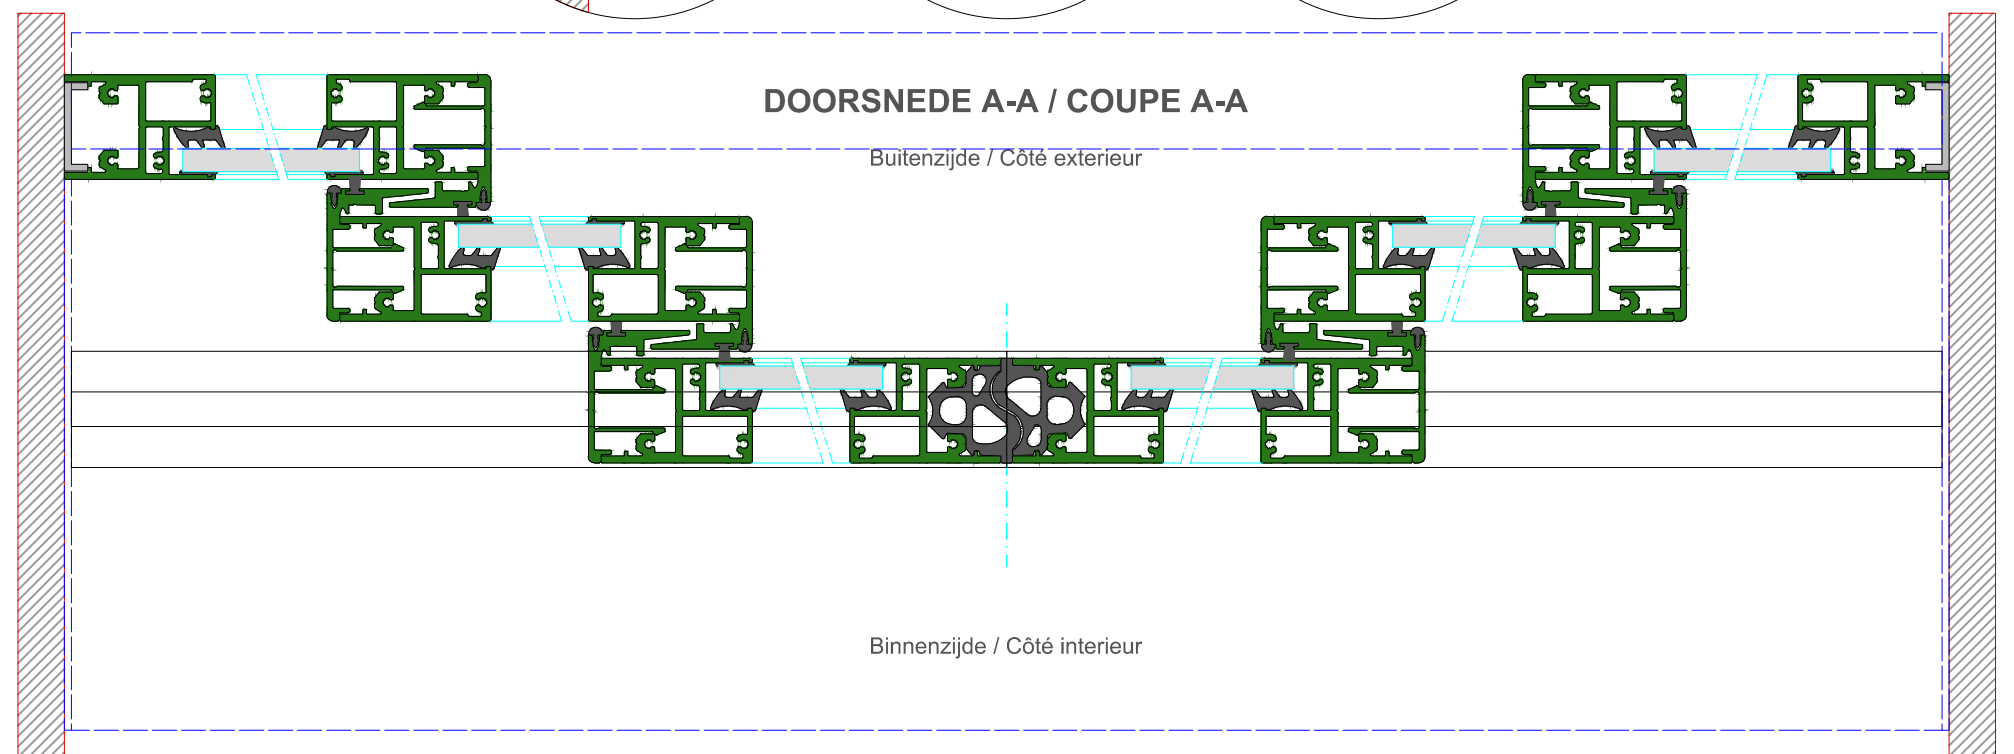 DOORSNEDE A-A / COUPE A-A
Buitenzijde / Côté exterieur
Binnenzijde / Côté interieur